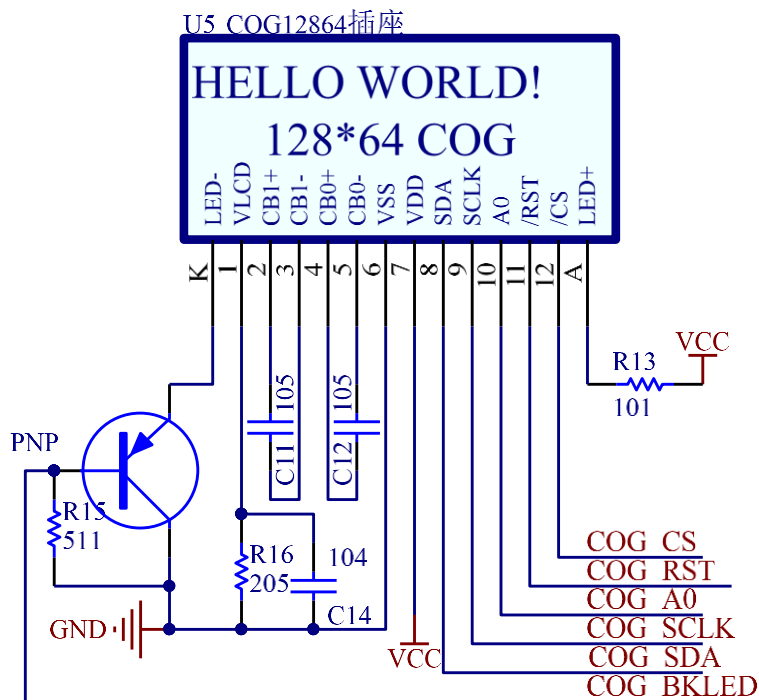 U5 COG12864插座
HELLO WORLD!
128*64 COG
LED-
VLCD
CB1+
CB1-
CB0+
CB0-
VSS
VDD
SDA
SCLK
A0
/RST
/CS
LED+
K
1
2
3
4
5
6
7
8
9
10
11
12
A
VCC
R13
101
105
C11
105
C12
PNP
R15
511
R16
205
104
C14
GND
VCC
COG CS
COG RST
COG A0
COG SCLK
COG SDA
COG BKLED